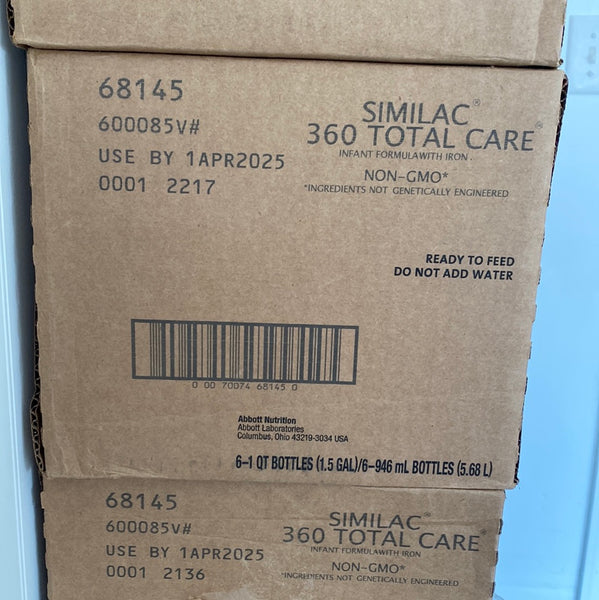 68145
600085V#
USE BY 1APR2025
0001 2217
SIMILAC®
360 TOTAL CARE®
INFANT FORMULAWITH IRON
NON-GMO*
*INGREDIENTS NOT GENETICALLY ENGINEERED
READY TO FEED
DO NOT ADD WATER
0 00 70074 68145 0
Abbott Nutrition
Abbott Laboratories
Columbus, Ohio 43219-3034 USA
6-1 QT BOTTLES (1.5 GAL)/6-946 mL BOTTLES (5.68 L)
68145
600085V#
USE BY 1APR2025
0001 2136
SIMILAC®
360 TOTAL CARE®
INFANT FORMULAWITH IRON
NON-GMO*
*INGREDIENTS NOT GENETICALLY ENGINEERED